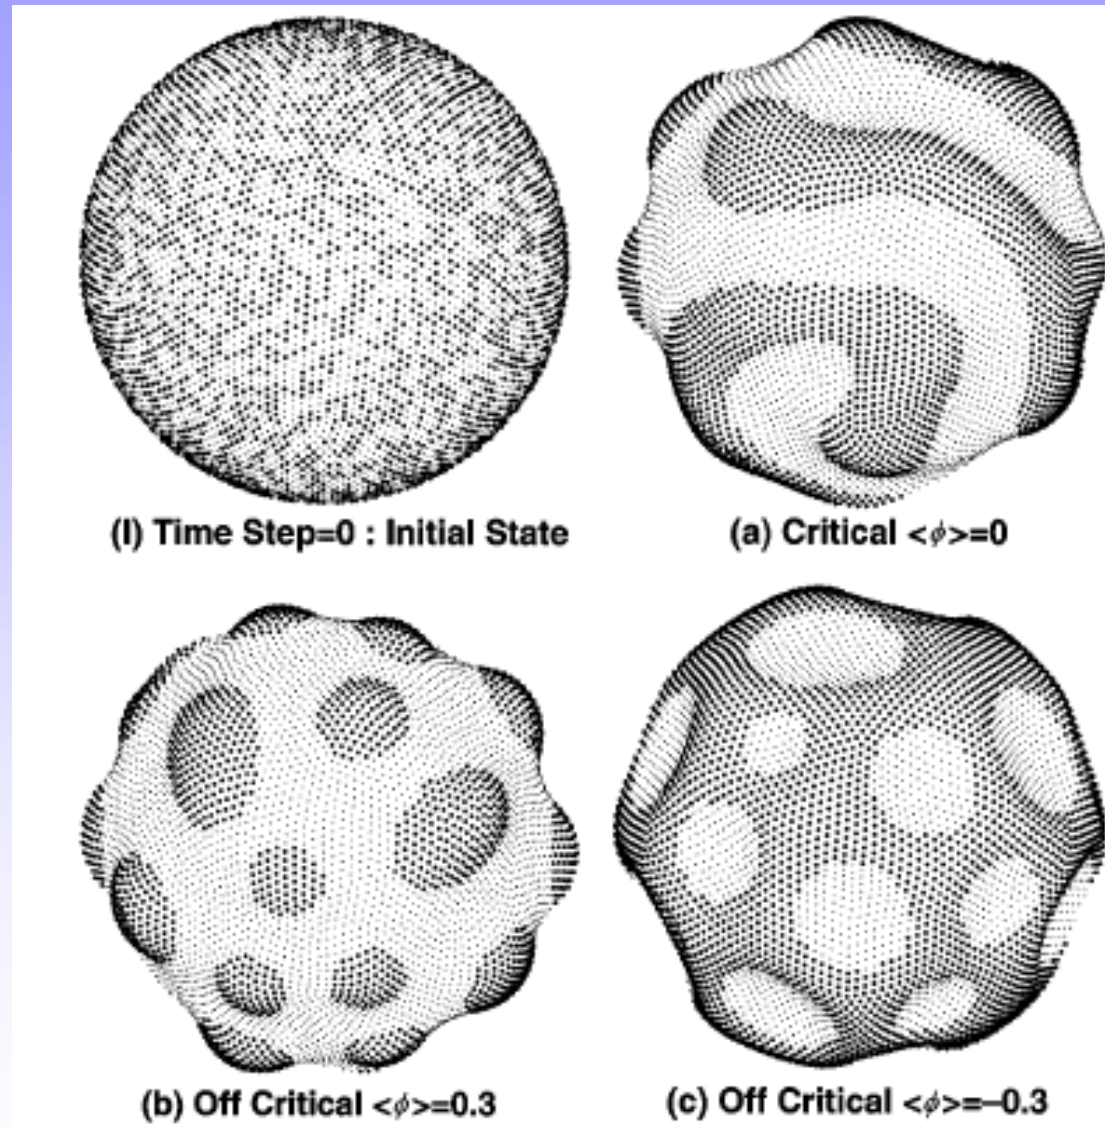 (I) Time Step=0 : Initial State
(a) Critical <ϕ>=0
(b) Off Critical <ϕ>=0.3
(c) Off Critical <ϕ>=–0.3